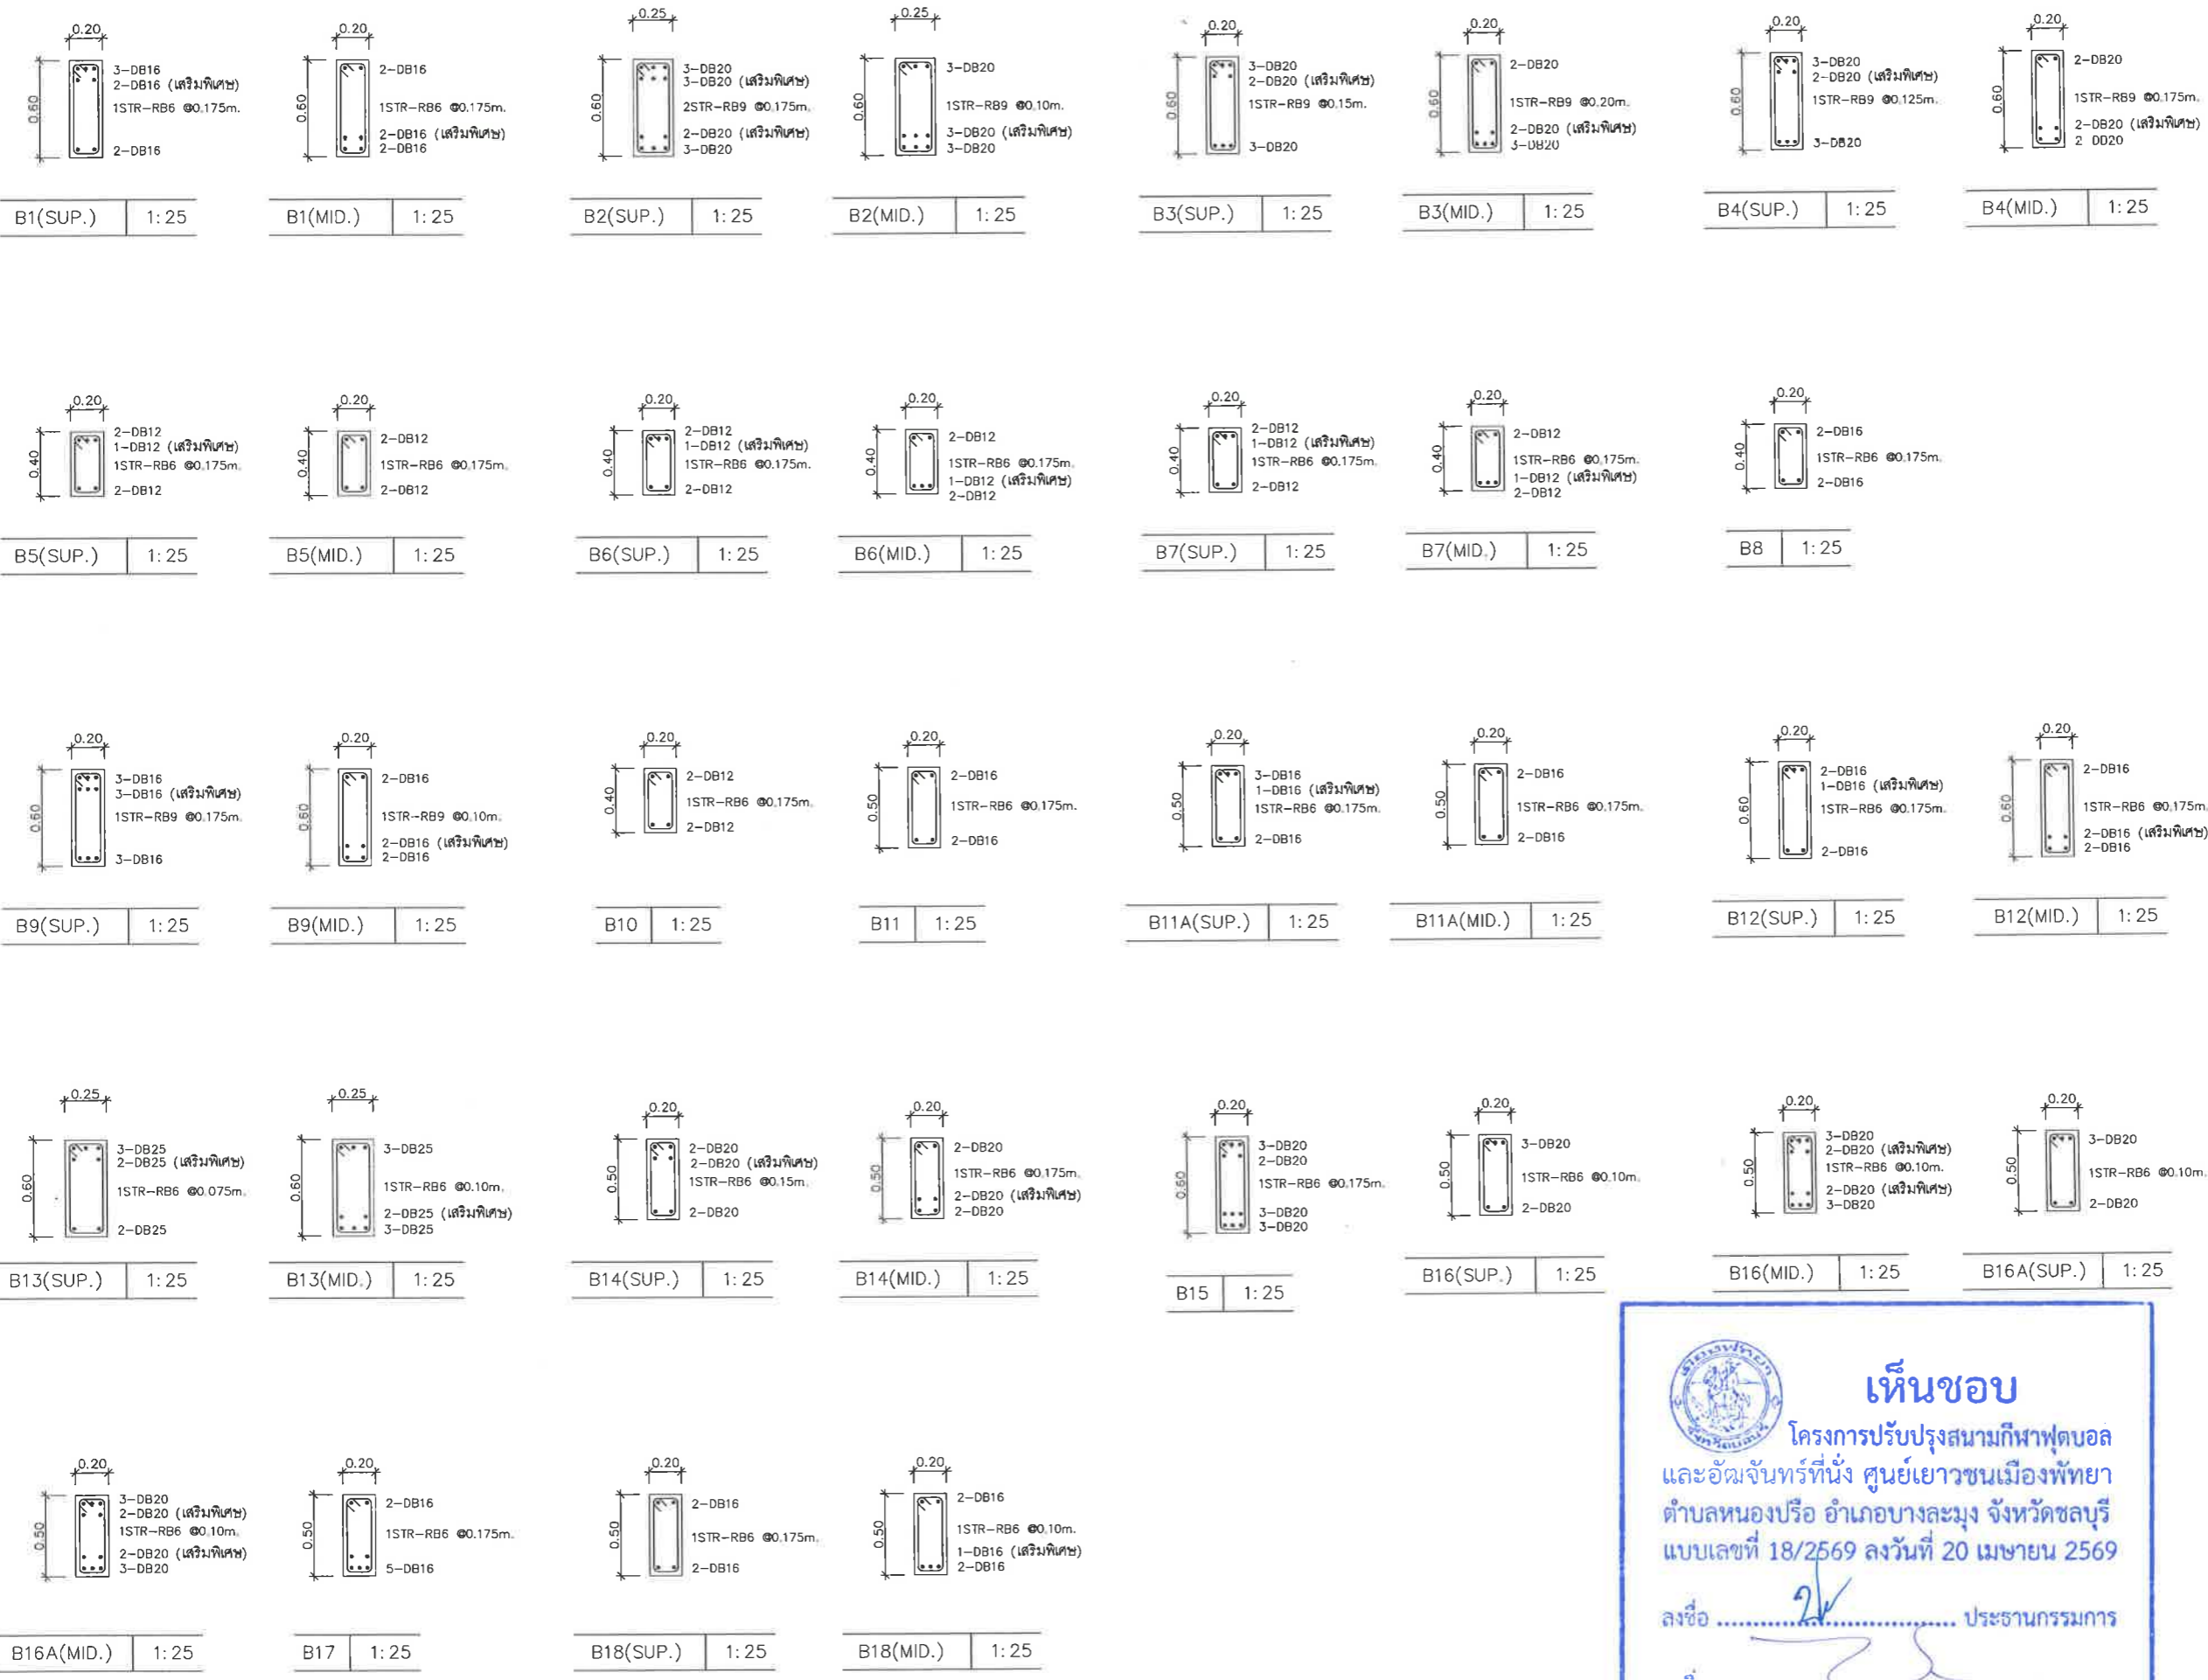 0.20
0.60
3-DB16
2-DB16 (เสริมพิเศษ)
1STR-RB6 @0.175m.
2-DB16
B1(SUP.) 1:25
0.20
0.60
2-DB16
1STR-RB6 @0.175m.
2-DB16 (เสริมพิเศษ)
2-DB16
B1(MID.) 1:25
0.25
0.60
3-DB20
3-DB20 (เสริมพิเศษ)
2STR-RB9 @0.175m.
2-DB20 (เสริมพิเศษ)
3-DB20
B2(SUP.) 1:25
0.25
0.60
3-DB20
1STR-RB9 @0.10m.
3-DB20 (เสริมพิเศษ)
3-DB20
B2(MID.) 1:25
0.20
0.60
3-DB20
2-DB20 (เสริมพิเศษ)
1STR-RB9 @0.15m.
3-DB20
B3(SUP.) 1:25
0.20
0.60
2-DB20
1STR-RB9 @0.20m.
2-DB20 (เสริมพิเศษ)
3-DB20
B3(MID.) 1:25
0.20
0.60
3-DB20
2-DB20 (เสริมพิเศษ)
1STR-RB9 @0.125m.
3-DB20
B4(SUP.) 1:25
0.20
0.60
2-DB20
1STR-RB9 @0.175m.
2-DB20 (เสริมพิเศษ)
2 DD20
B4(MID.) 1:25
0.20
0.40
2-DB12
1-DB12 (เสริมพิเศษ)
1STR-RB6 @0.175m.
2-DB12
B5(SUP.) 1:25
0.20
0.40
2-DB12
1STR-RB6 @0.175m.
2-DB12
B5(MID.) 1:25
0.20
0.40
2-DB12
1-DB12 (เสริมพิเศษ)
1STR-RB6 @0.175m.
2-DB12
B6(SUP.) 1:25
0.20
0.40
2-DB12
1STR-RB6 @0.175m.
1-DB12 (เสริมพิเศษ)
2-DB12
B6(MID.) 1:25
0.20
0.40
2-DB12
1-DB12 (เสริมพิเศษ)
1STR-RB6 @0.175m.
2-DB12
B7(SUP.) 1:25
0.20
0.40
2-DB12
1STR-RB6 @0.175m.
1-DB12 (เสริมพิเศษ)
2-DB12
B7(MID.) 1:25
0.20
0.40
2-DB16
1STR-RB6 @0.175m.
2-DB16
B8 1:25
0.20
0.60
3-DB16
3-DB16 (เสริมพิเศษ)
1STR-RB9 @0.175m.
3-DB16
B9(SUP.) 1:25
0.20
0.60
2-DB16
1STR-RB9 @0.10m.
2-DB16 (เสริมพิเศษ)
2-DB16
B9(MID.) 1:25
0.20
0.40
2-DB12
1STR-RB6 @0.175m.
2-DB12
B10 1:25
0.20
0.50
2-DB16
1STR-RB6 @0.175m.
2-DB16
B11 1:25
0.20
0.50
3-DB16
1-DB16 (เสริมพิเศษ)
1STR-RB6 @0.175m.
2-DB16
B11A(SUP.) 1:25
0.20
0.50
2-DB16
1STR-RB6 @0.175m.
2-DB16
B11A(MID.) 1:25
0.20
0.60
2-DB16
1-DB16 (เสริมพิเศษ)
1STR-RB6 @0.175m.
2-DB16
B12(SUP.) 1:25
0.20
0.60
2-DB16
1STR-RB6 @0.175m.
2-DB16 (เสริมพิเศษ)
2-DB16
B12(MID.) 1:25
0.25
0.60
3-DB25
2-DB25 (เสริมพิเศษ)
1STR-RB6 @0.075m.
2-DB25
B13(SUP.) 1:25
0.25
0.60
3-DB25
1STR-RB6 @0.10m.
2-DB25 (เสริมพิเศษ)
3-DB25
B13(MID.) 1:25
0.20
0.50
2-DB20
2-DB20 (เสริมพิเศษ)
1STR-RB6 @0.15m.
2-DB20
B14(SUP.) 1:25
0.20
0.50
2-DB20
1STR-RB6 @0.175m.
2-DB20 (เสริมพิเศษ)
2-DB20
B14(MID.) 1:25
0.20
0.60
3-DB20
2-DB20
1STR-RB6 @0.175m.
3-DB20
3-DB20
B15 1:25
0.20
0.50
3-DB20
1STR-RB6 @0.10m.
2-DB20
B16(SUP.) 1:25
0.20
0.50
3-DB20
2-DB20 (เสริมพิเศษ)
1STR-RB6 @0.10m.
2-DB20 (เสริมพิเศษ)
3-DB20
B16(MID.) 1:25
0.20
0.50
3-DB20
1STR-RB6 @0.10m.
2-DB20
B16A(SUP.) 1:25
0.20
0.50
3-DB20
2-DB20 (เสริมพิเศษ)
1STR-RB6 @0.10m.
2-DB20 (เสริมพิเศษ)
3-DB20
B16A(MID.) 1:25
0.20
0.50
2-DB16
1STR-RB6 @0.175m.
5-DB16
B17 1:25
0.20
0.50
2-DB16
1STR-RB6 @0.175m.
2-DB16
B18(SUP.) 1:25
0.20
0.50
2-DB16
1STR-RB6 @0.10m.
1-DB16 (เสริมพิเศษ)
2-DB16
B18(MID.) 1:25
เมืองพัทยา
จังหวัดชลบุรี
เห็นชอบ
โครงการปรับปรุงสนามกีฬาฟุตบอล
และอัฒจันทร์ที่นั่ง ศูนย์เยาวชนเมืองพัทยา
ตำบลหนองปรือ อำเภอบางละมุง จังหวัดชลบุรี
แบบเลขที่ 18/2569 ลงวันที่ 20 เมษายน 2569
ลงชื่อ .................................. ประธานกรรมการ